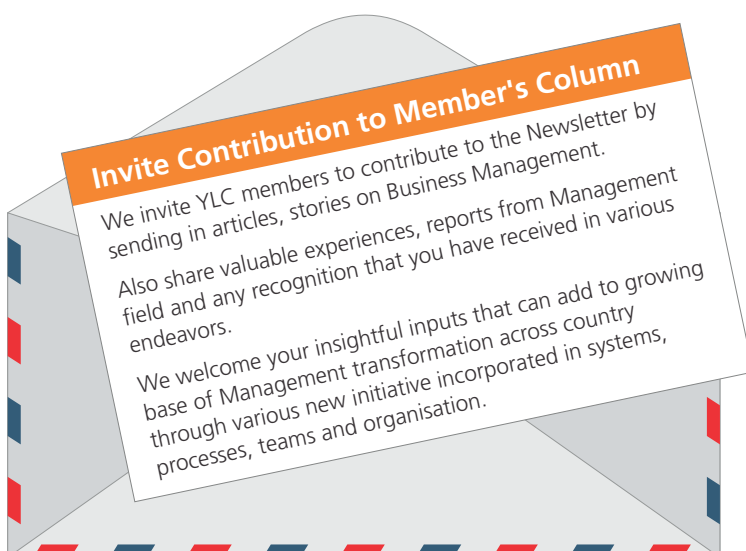 Invite Contribution to Member's Column
We invite YLC members to contribute to the Newsletter by
sending in articles, stories on Business Management.
Also share valuable experiences, reports from Management
field and any recognition that you have received in various
endeavors.
We welcome your insightful inputs that can add to growing
base of Management transformation across country
through various new initiative incorporated in systems,
processes, teams and organisation.